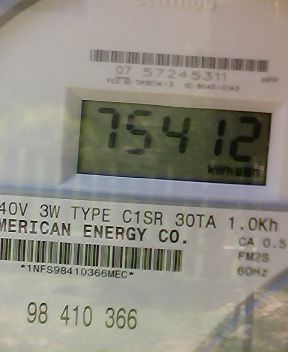 07 57245311
75412
40V 3W TYPE C1SR 30TA 1.0Kh
MERICAN ENERGY CO.
CA 0.5
FM2S
*1NFS98410366MEC*
60Hz
98 410 366